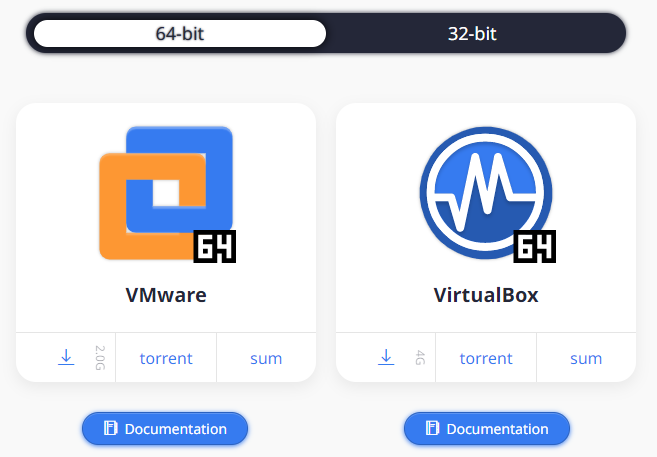 64-bit 32-bit
64 64
VMware VirtualBox
2.0G torrent sum 4G torrent sum
Documentation Documentation